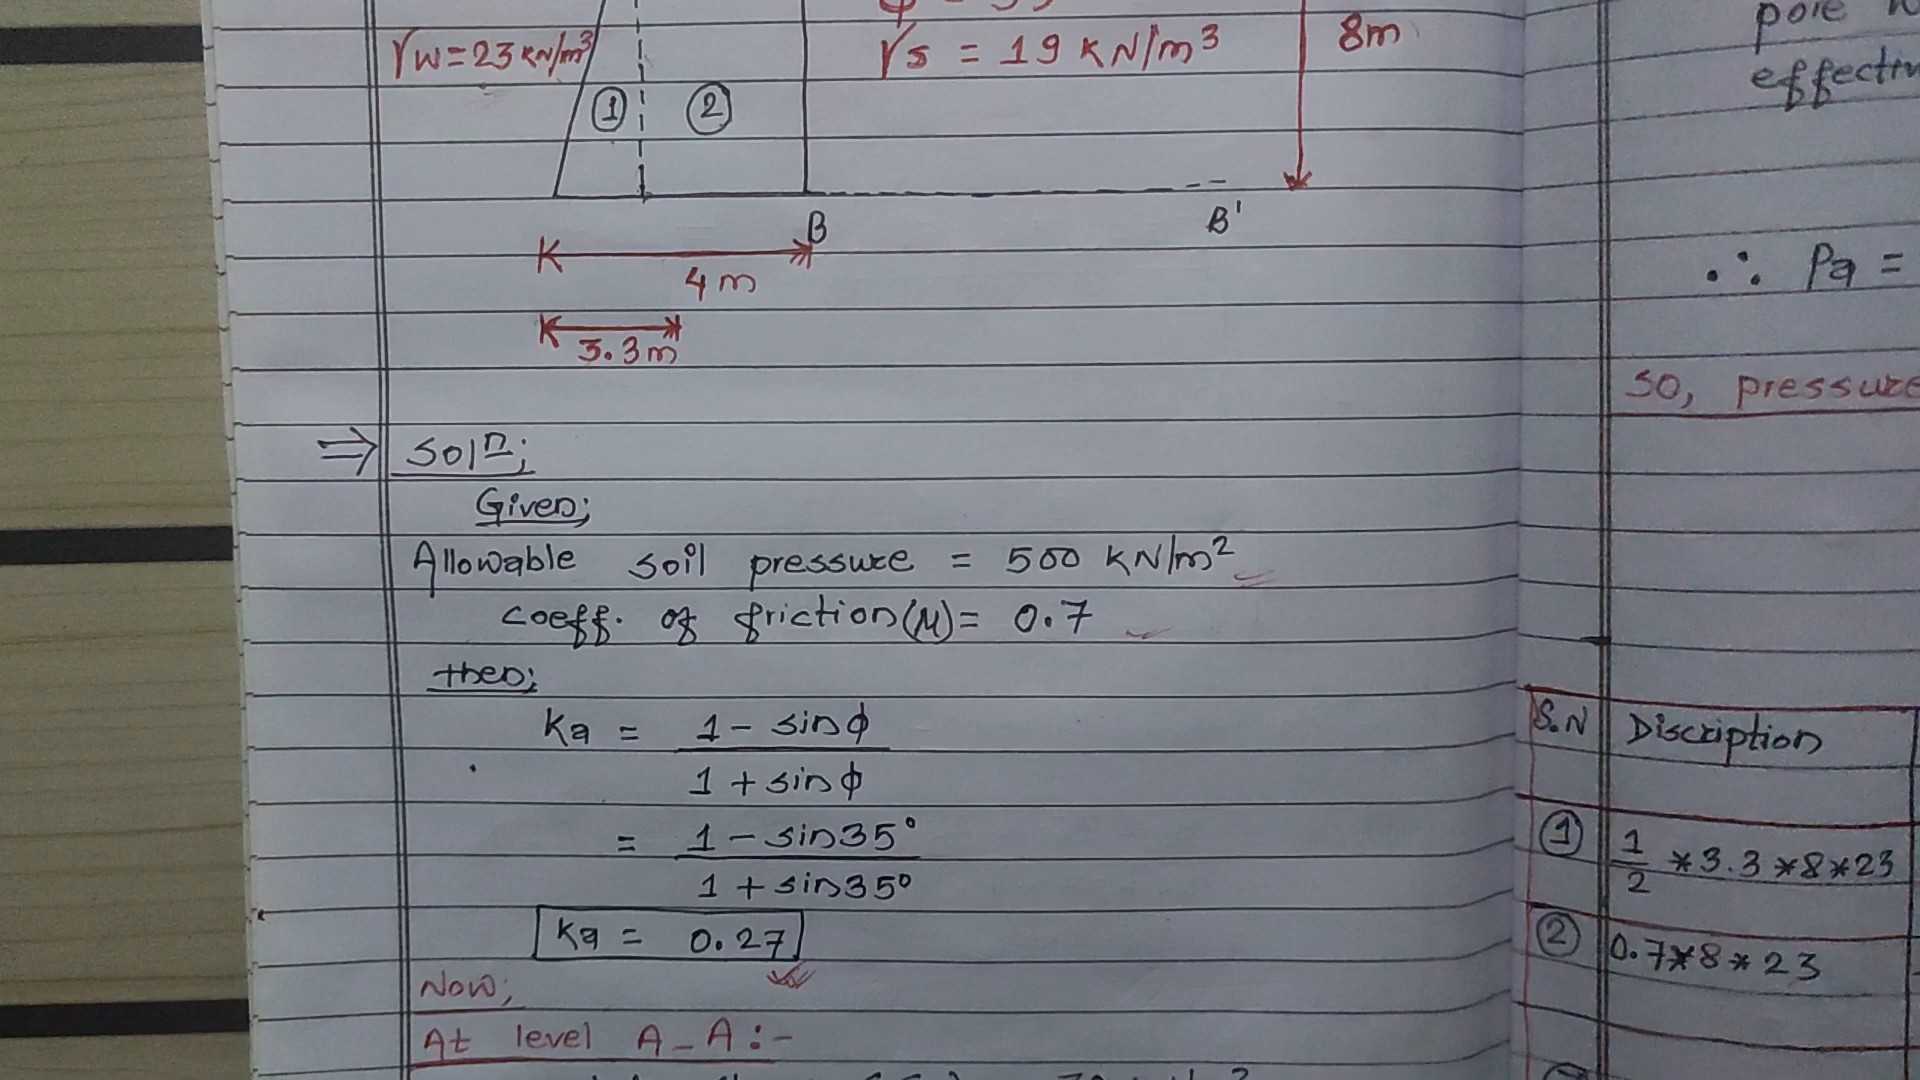 γw = 23 kN/m³
γs = 19 kN/m³
8m
① ②
B
B'
4 m
3.3m
⇒ Solⁿ;
Given;
Allowable soil pressure = 500 kN/m²
coeff. of friction (μ) = 0.7
then;
Ka = 1 - sinϕ
1 + sinϕ
= 1 - sin35°
1 + sin35°
Ka = 0.27
Now;
At level A-A:-
pole
∴ Pa =
so, pressure
S.N Discription
① 1/2 *3.3*8*23
② 0.7*8*23